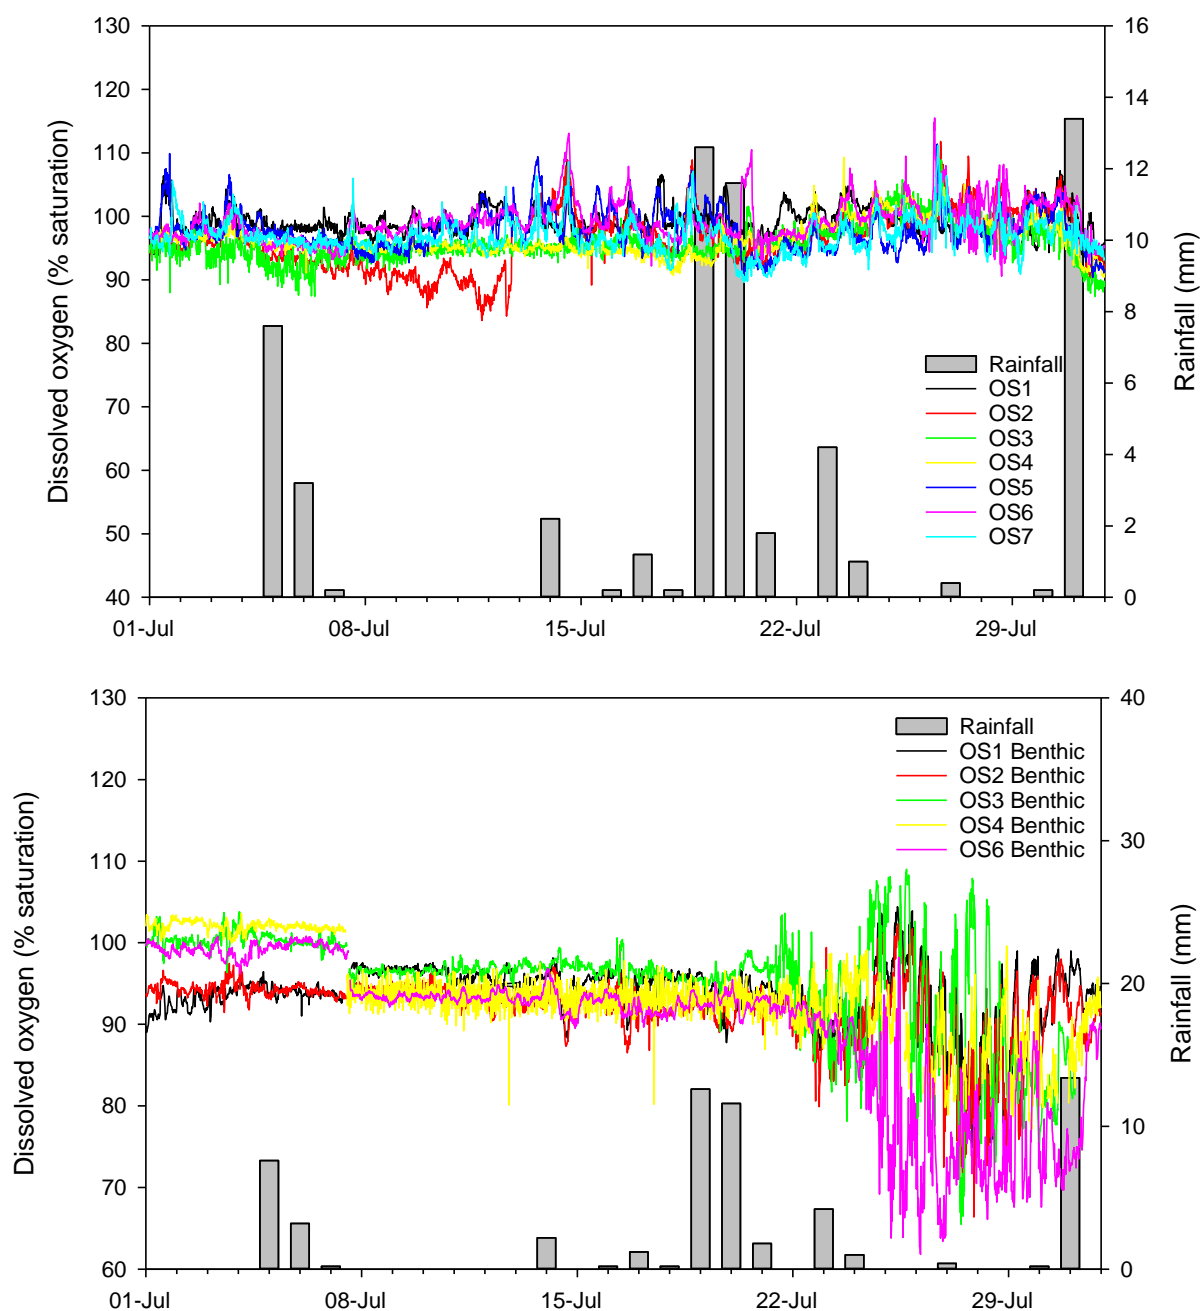 130
120
110
100
90
80
70
60
50
40
Dissolved oxygen (% saturation)
16
14
12
10
8
6
4
2
0
Rainfall (mm)
Rainfall
OS1
OS2
OS3
OS4
OS5
OS6
OS7
01-Jul 08-Jul 15-Jul 22-Jul 29-Jul
130
120
110
100
90
80
70
60
Dissolved oxygen (% saturation)
40
30
20
10
0
Rainfall (mm)
Rainfall
OS1 Benthic
OS2 Benthic
OS3 Benthic
OS4 Benthic
OS6 Benthic
01-Jul 08-Jul 15-Jul 22-Jul 29-Jul